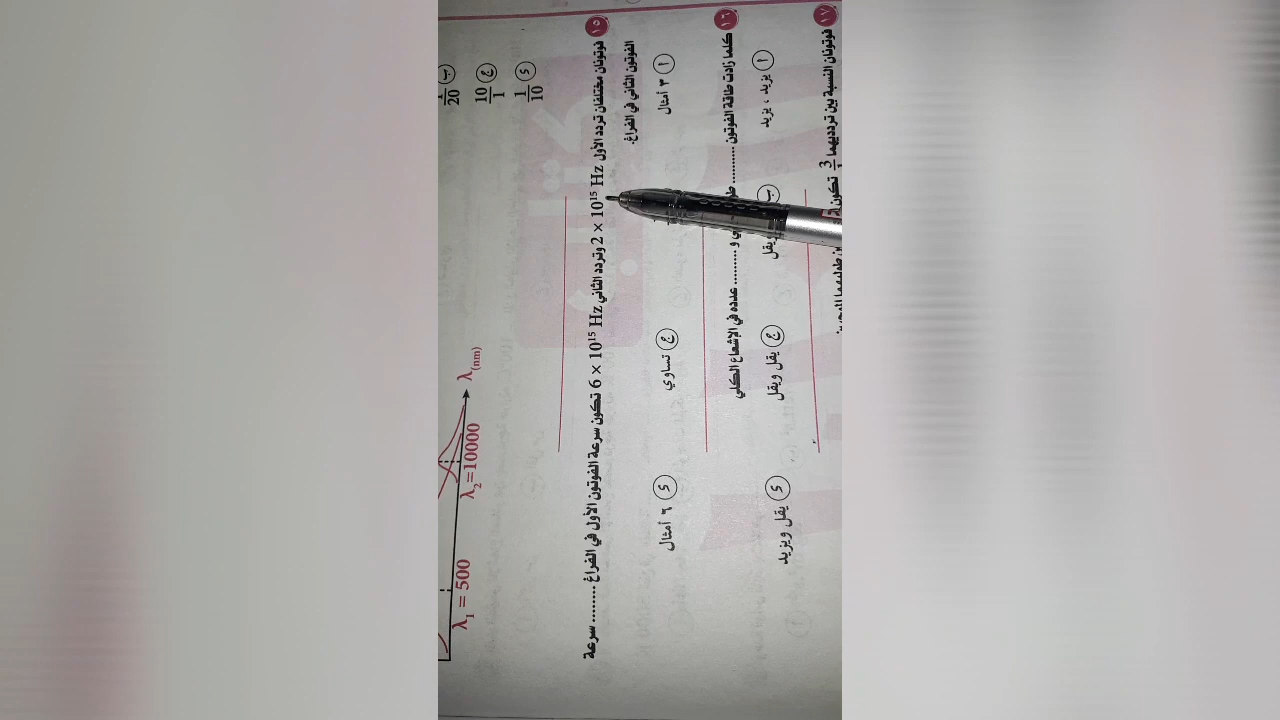 λ₁ = 500
λ₂=10000
λ(nm)
ب
20
ج 10/1
د 1/10
١٥ فوتونان مختلفان تردد الأول 2 × 10¹⁵ Hz وتردد الثاني 6 × 10¹⁵ Hz تكون سرعة الفوتون الأول في الفراغ ........ سرعة
الفوتون الثاني في الفراغ.
أ ٣ أمثال
ج تساوي
د ٦ أمثال
١٦ كلما زادت طاقة الفوتون ......... و ......... عدده في الإشعاع الكلي
أ يزيد ، يزيد
ب يقل
ج يقل ويقل
د يقل ويزيد
١٧ فوتونان النسبة بين ترددیهما 3 تكون